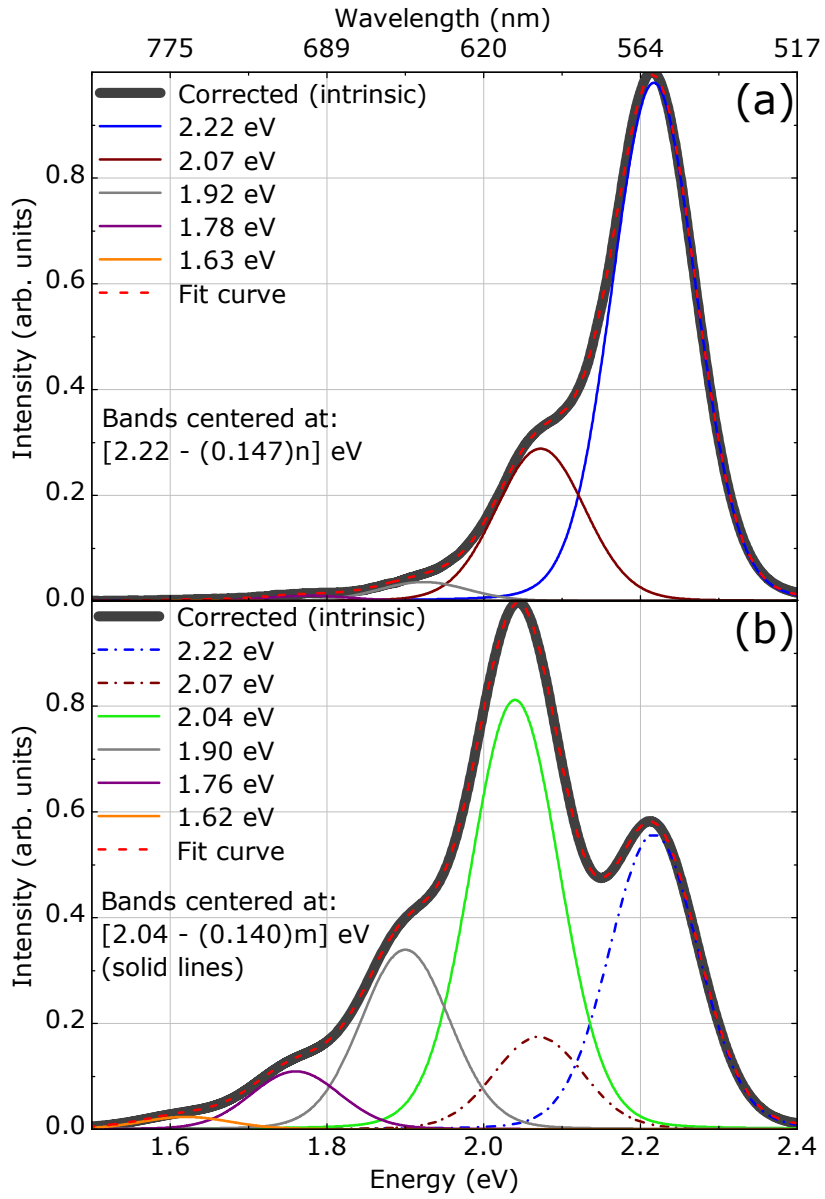 Wavelength (nm)
775 689 620 564 517
(a)
Corrected (intrinsic)
2.22 eV
2.07 eV
1.92 eV
1.78 eV
1.63 eV
Fit curve
Bands centered at:
[2.22 - (0.147)n] eV
Intensity (arb. units)
0.8
0.6
0.4
0.2
0.0
(b)
Corrected (intrinsic)
2.22 eV
2.07 eV
2.04 eV
1.90 eV
1.76 eV
1.62 eV
Fit curve
Bands centered at:
[2.04 - (0.140)m] eV
(solid lines)
Intensity (arb. units)
0.8
0.6
0.4
0.2
0.0
1.6 1.8 2.0 2.2 2.4
Energy (eV)